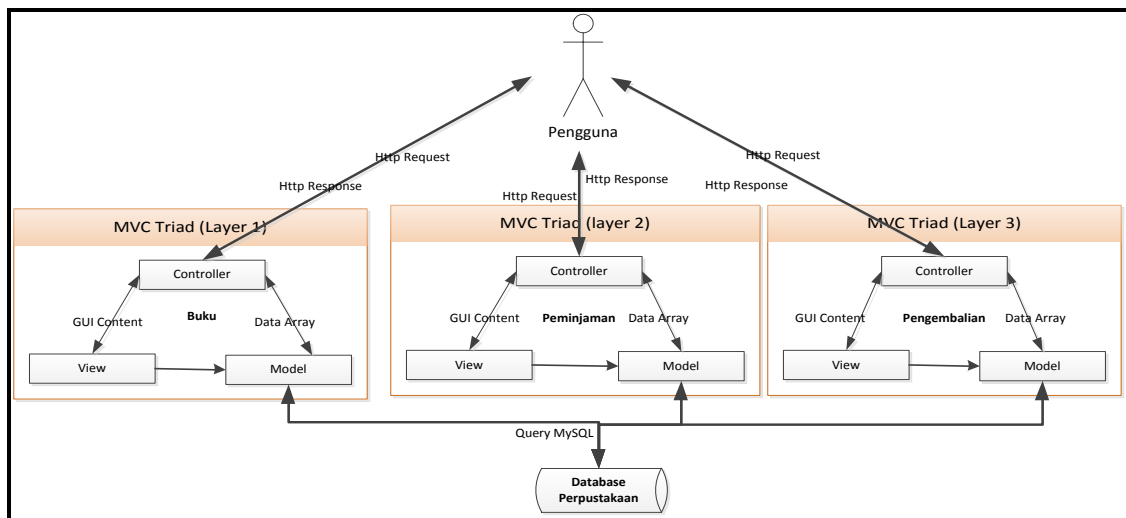 Pengguna
Http Request
Http Response
Http Response
Http Request
Http Request
Http Response
MVC Triad (Layer 1)
Controller
GUI Content
Buku
Data Array
View
Model
MVC Triad (layer 2)
Controller
GUI Content
Peminjaman
Data Array
View
Model
MVC Triad (Layer 3)
Controller
GUI Content
Pengembalian
Data Array
View
Model
Query MySQL
Database
Perpustakaan